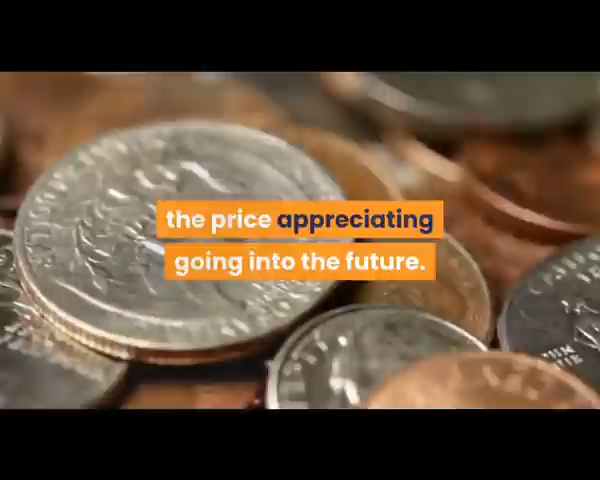 the price appreciating
going into the future.